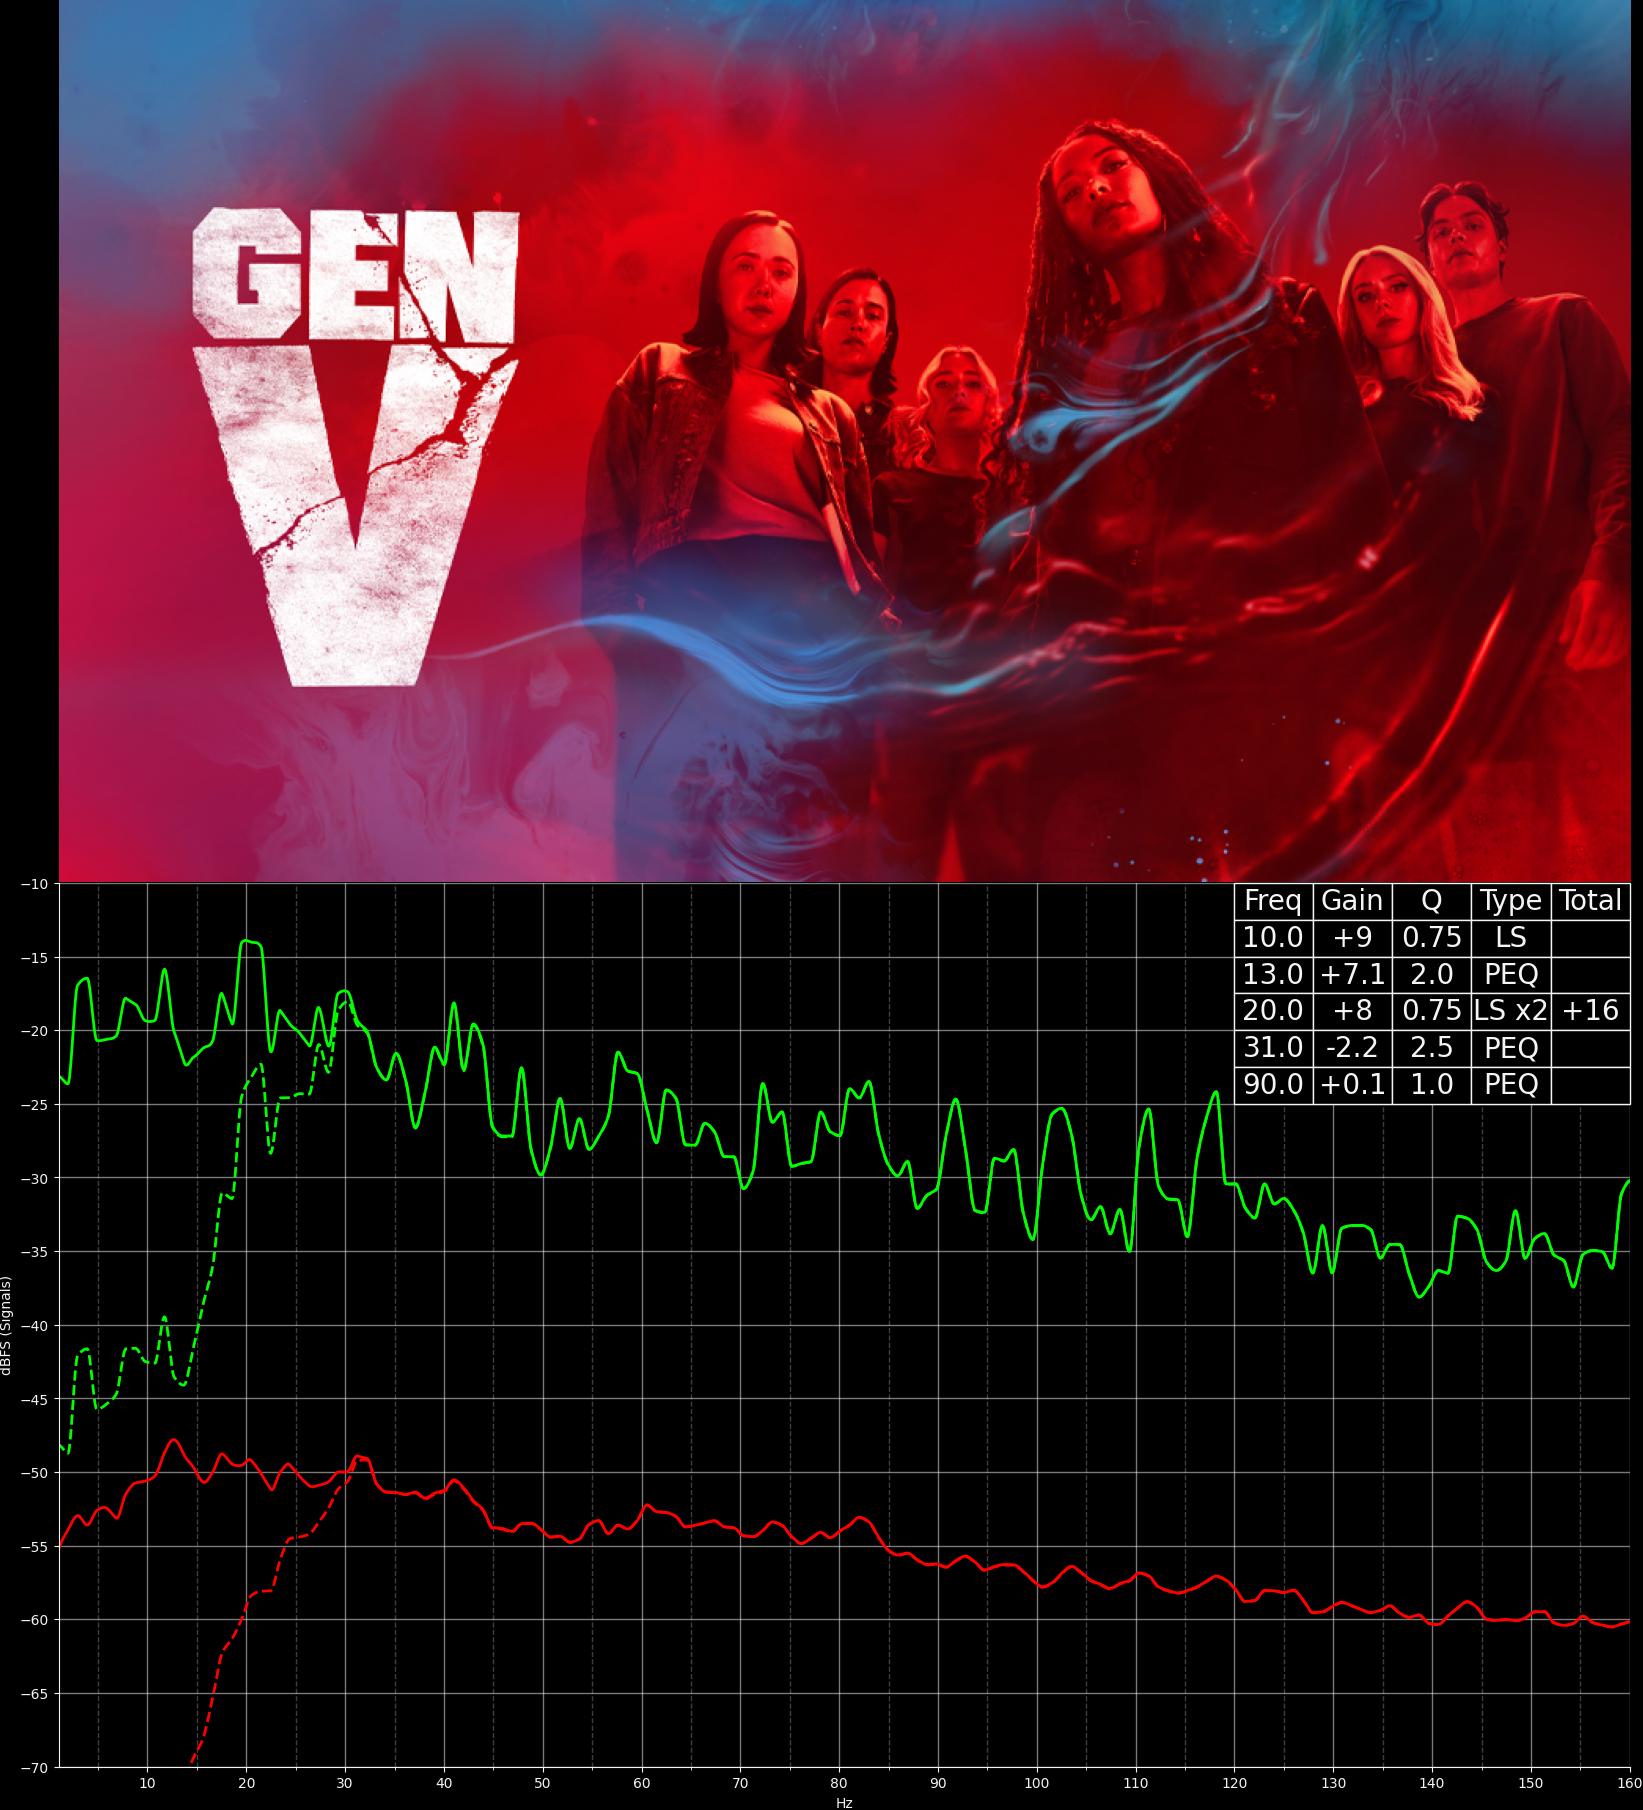 GEN
V
Freq Gain Q Type Total
10.0 +9 0.75 LS
13.0 +7.1 2.0 PEQ
20.0 +8 0.75 LS x2 +16
31.0 -2.2 2.5 PEQ
90.0 +0.1 1.0 PEQ
−10
−15
−20
−25
−30
−35
−40
−45
−50
−55
−60
−65
−70
dBFS (Signals)
10 20 30 40 50 60 70 80 90 100 110 120 130 140 150 160
Hz